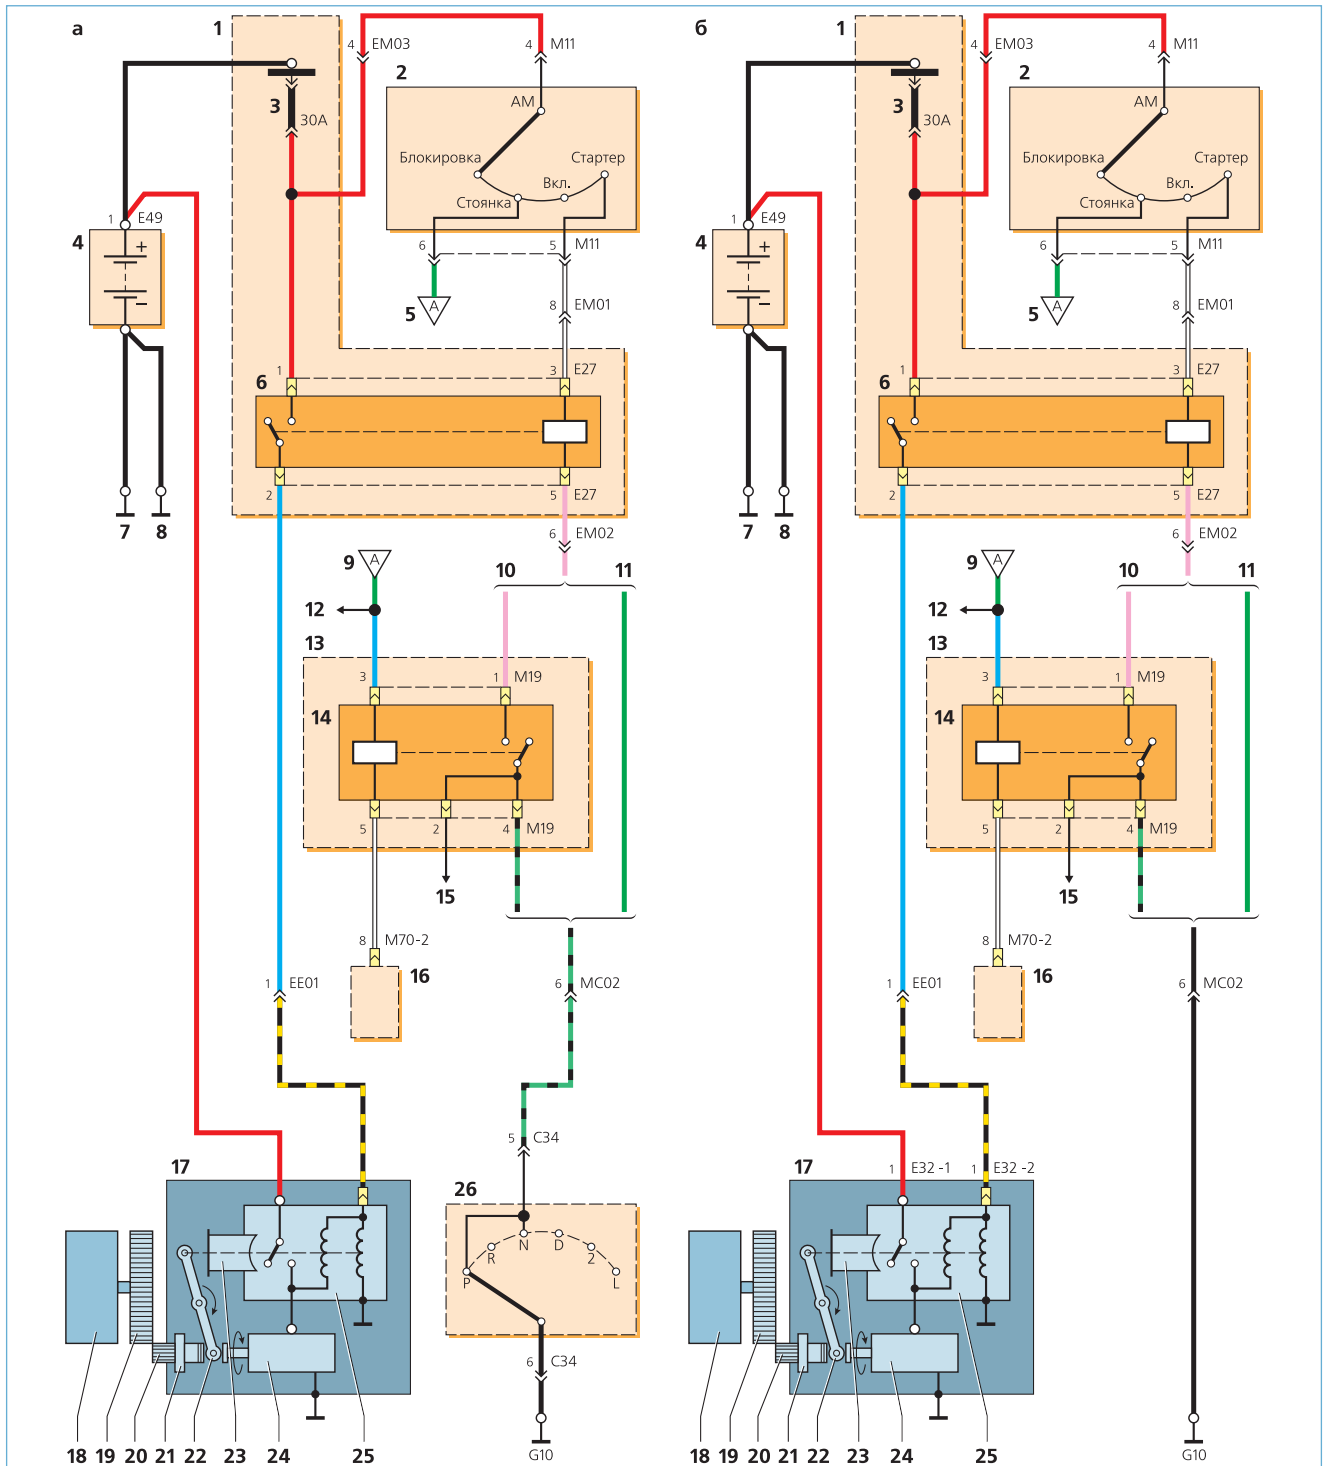 а
1
4 EM03
4 M11
2
3
30A
AM
Блокировка
Стартер
Вкл.
Стоянка
1 E49
4
+
−
6
5 M11
5
A
8 EM01
1
3 E27
6
2
5 E27
7
8
6 EM02
9
A
10
11
12
13
3
1 M19
14
5
2
4 M19
15
8 M70-2
16
1 EE01
6 MC02
5 C34
17
26
P
R
N
D
2
L
6 C34
G10
18
19
20
21
22
23
24
25
б
1
4 EM03
4 M11
2
3
30A
AM
Блокировка
Стартер
Вкл.
Стоянка
1 E49
4
+
−
6
5 M11
5
A
8 EM01
1
3 E27
6
2
5 E27
7
8
6 EM02
9
A
10
11
12
13
3
1 M19
14
5
2
4 M19
15
8 M70-2
16
1 EE01
6 MC02
17
1 E32 -1
1 E32 -2
G10
18
19
20
21
22
23
24
25